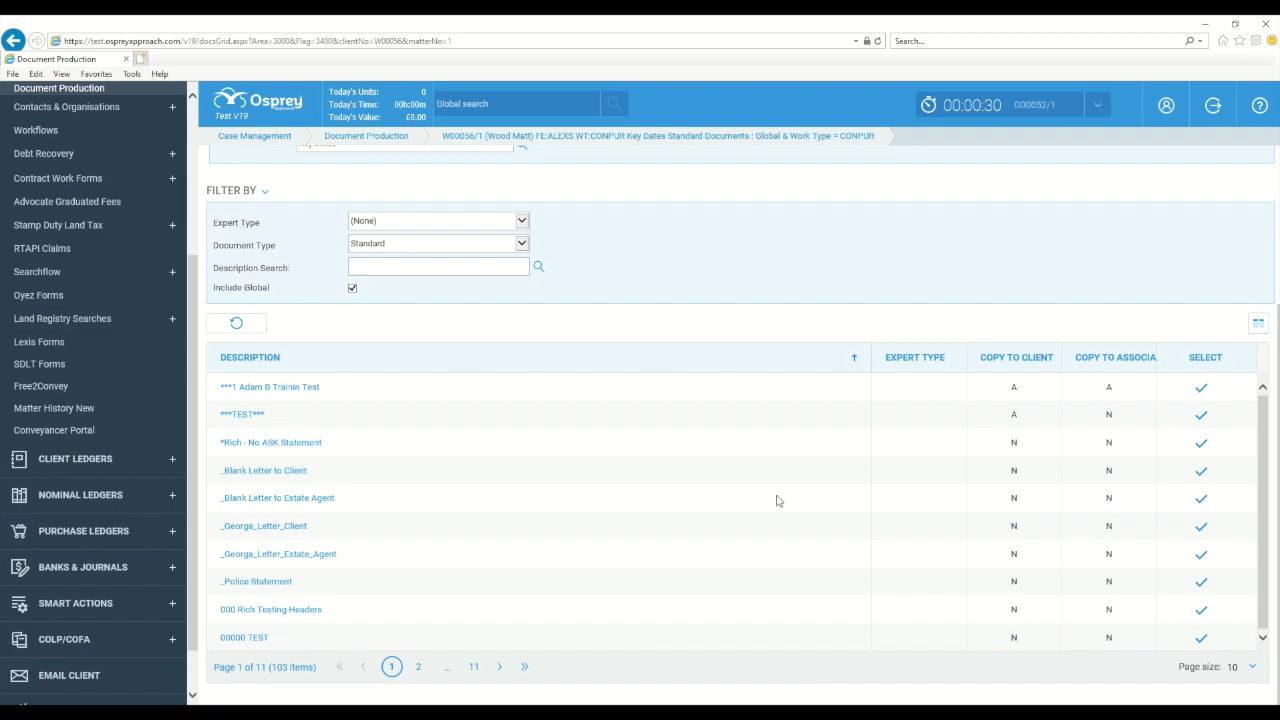 https://test.ospreyapproach.com/v19/docsGrid.aspx?Area=3000&Flag=3400&clientNo=W00056&matterNo=1
Search...
Document Production
File Edit View Favorites Tools Help
Document Production
Contacts & Organisations +
Workflows
Debt Recovery +
Contract Work Forms +
Advocate Graduated Fees
Stamp Duty Land Tax +
RTAPI Claims
Searchflow +
Oyez Forms
Land Registry Searches +
Lexis Forms
SDLT Forms
Free2Convey
Matter History New
Conveyancer Portal
CLIENT LEDGERS +
NOMINAL LEDGERS +
PURCHASE LEDGERS +
BANKS & JOURNALS +
SMART ACTIONS +
COLP/COFA +
EMAIL CLIENT
Osprey
Test V19
Today's Units: 0
Today's Time: 00h:00m
Today's Value: £0.00
Global search
00:00:30 G00052/1
Case Management
Document Production
W00056/1 (Wood Matt) FE:ALEXS WT:CONPUR Key Dates Standard Documents : Global & Work Type = CONPUR
FILTER BY
Expert Type (None)
Document Type Standard
Description Search:
Include Global
DESCRIPTION EXPERT TYPE COPY TO CLIENT COPY TO ASSOCIA SELECT
***1 Adam B Trainin Test A A
***TEST*** A N
*Rich - No ASK Statement N N
_Blank Letter to Client N N
_Blank Letter to Estate Agent N N
_Georga_Letter_Client N N
_Georga_Letter_Estate_Agent N N
_Police Statement N N
000 Rich Testing Headers N N
00000 TEST N N
Page 1 of 11 (103 items) « ‹ 1 2 ... 11 › » Page size: 10